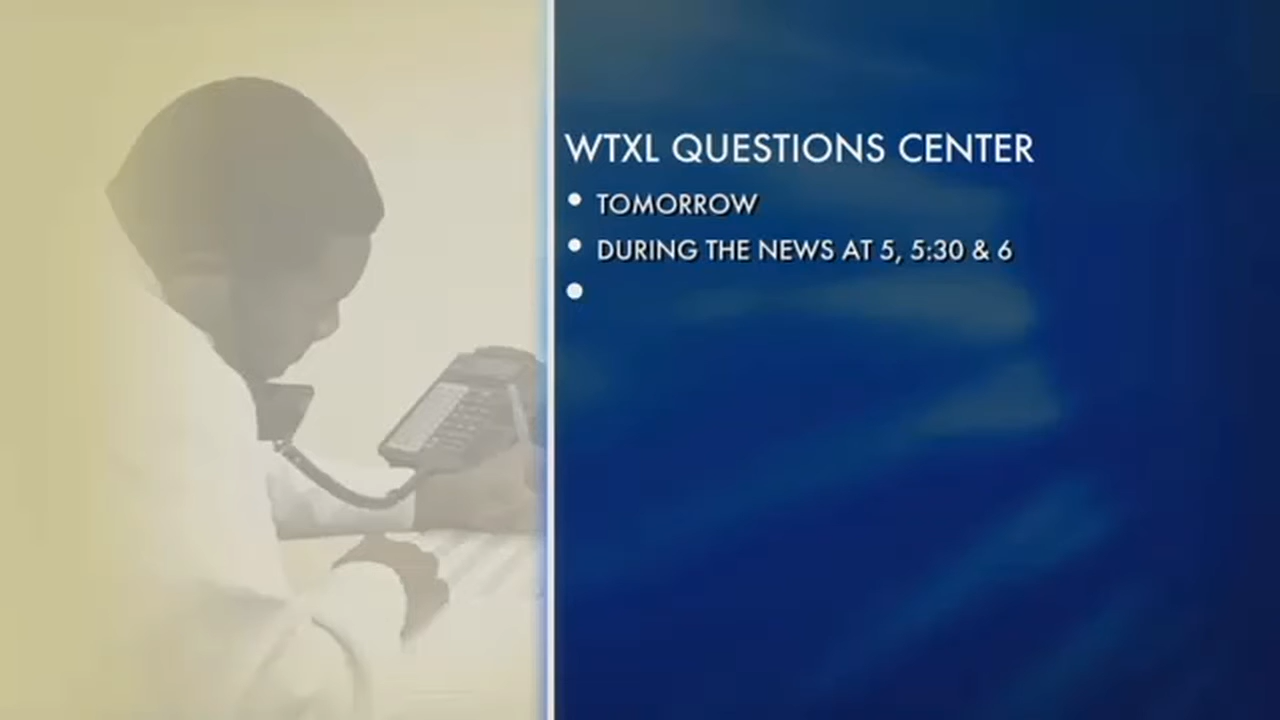 WTXL QUESTIONS CENTER
• TOMORROW
• DURING THE NEWS AT 5, 5:30 & 6
•